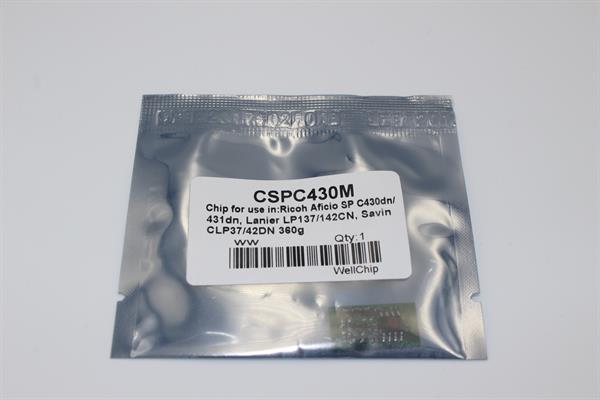 CSPC430M
Chip for use in:Ricoh Aficio SP C430dn/
431dn, Lanier LP137/142CN, Savin
CLP37/42DN 360g
WW Qty:1
WellChip